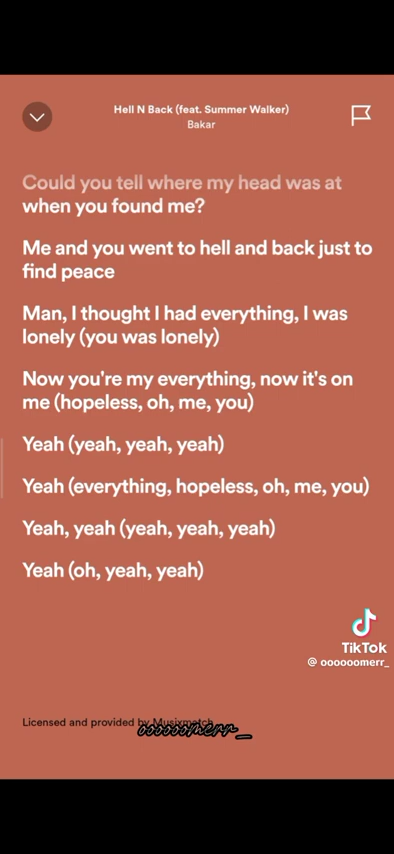 Hell N Back (feat. Summer Walker)
Bakar
Could you tell where my head was at
when you found me?
Me and you went to hell and back just to
find peace
Man, I thought I had everything, I was
lonely (you was lonely)
Now you're my everything, now it's on
me (hopeless, oh, me, you)
Yeah (yeah, yeah, yeah)
Yeah (everything, hopeless, oh, me, you)
Yeah, yeah (yeah, yeah, yeah)
Yeah (oh, yeah, yeah)
TikTok
@ oooooomerr_
Licensed and provided by Musixmatch
oooooomerr_